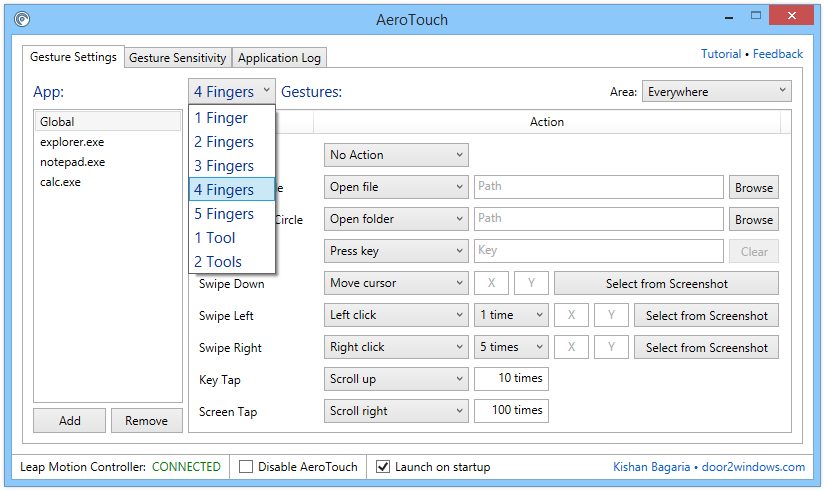 AeroTouch
Gesture Settings Gesture Sensitivity Application Log
Tutorial • Feedback
App: 4 Fingers Gestures: Area: Everywhere
Global 1 Finger Action
explorer.exe 2 Fingers
notepad.exe 3 Fingers No Action
calc.exe 4 Fingers Open file Path Browse
5 Fingers Circle Open folder Path Browse
1 Tool Press key Key Clear
2 Tools
Swipe Down Move cursor X Y Select from Screenshot
Swipe Left Left click 1 time X Y Select from Screenshot
Swipe Right Right click 5 times X Y Select from Screenshot
Key Tap Scroll up 10 times
Screen Tap Scroll right 100 times
Add Remove
Leap Motion Controller: CONNECTED Disable AeroTouch Launch on startup Kishan Bagaria • door2windows.com